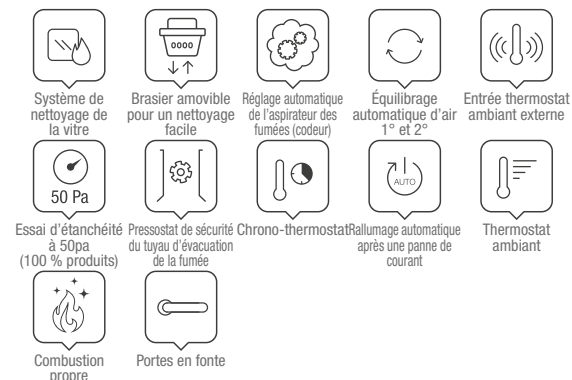 Système de
nettoyage de
la vitre
Brasier amovible
pour un nettoyage
facile
Réglage automatique
de l'aspirateur des
fumées (codeur)
Équilibrage
automatique d'air
1° et 2°
Entrée thermostat
ambiant externe
50 Pa
Essai d'étanchéité
à 50pa
(100 % produits)
Pressostat de sécurité
du tuyau d'évacuation
de la fumée
Chrono-thermostat
AUTO
Rallumage automatique
après une panne de
courant
Thermostat
ambiant
Combustion
propre
Portes en fonte